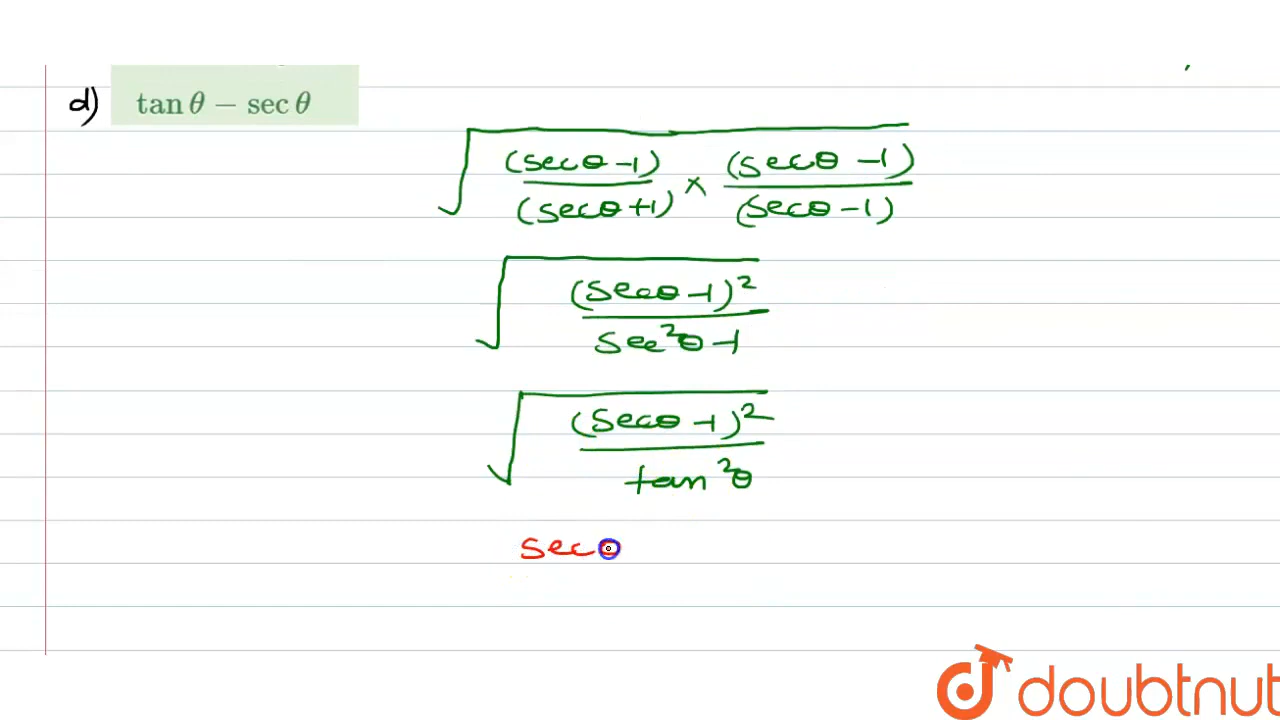 d) tan θ − sec θ
√((secθ -1)/(secθ +1) × (secθ -1)/(secθ -1))
√((secθ -1)²/(sec²θ -1))
√((secθ -1)²/tan²θ)
secθ
doubtnut